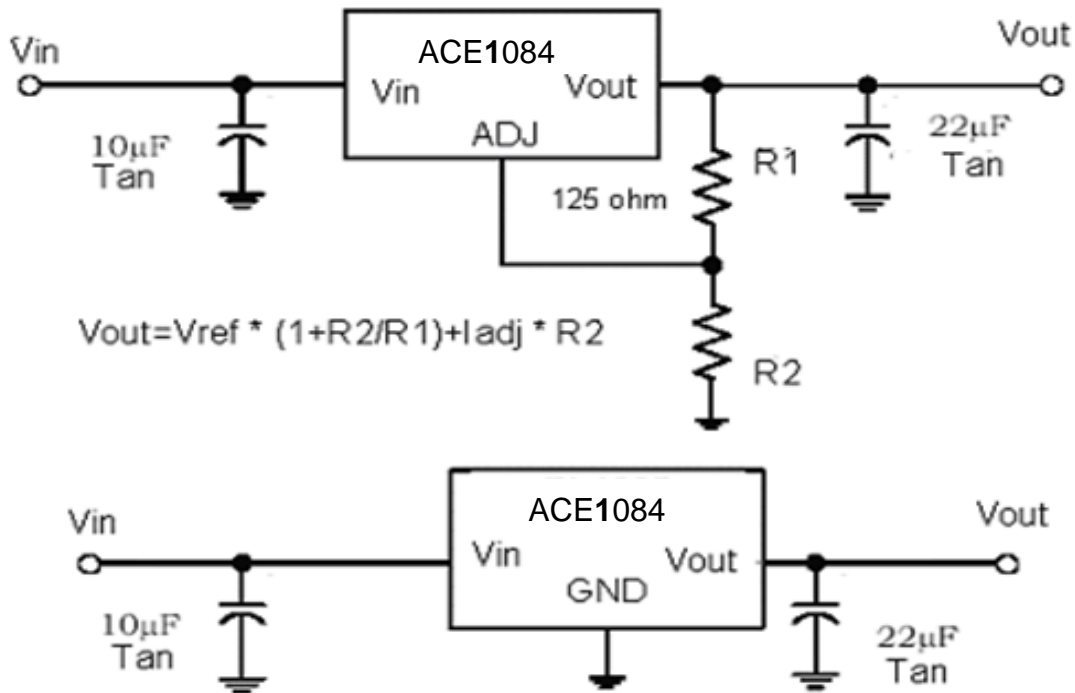 Vin
ACE1084
Vout
Vin
Vout
ADJ
10µF
Tan
22µF
Tan
R1
125 ohm
Vout=Vref * (1+R2/R1)+Iadj * R2
R2
Vin
ACE1084
Vout
Vin
Vout
GND
10µF
Tan
22µF
Tan